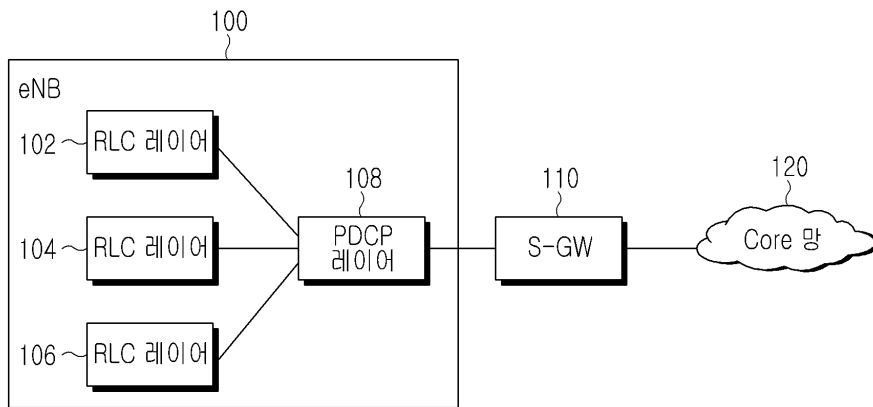 100
eNB
102
RLC 레이어
108
110
120
104
RLC 레이어
PDCP
레이어
S-GW
Core 망
106
RLC 레이어